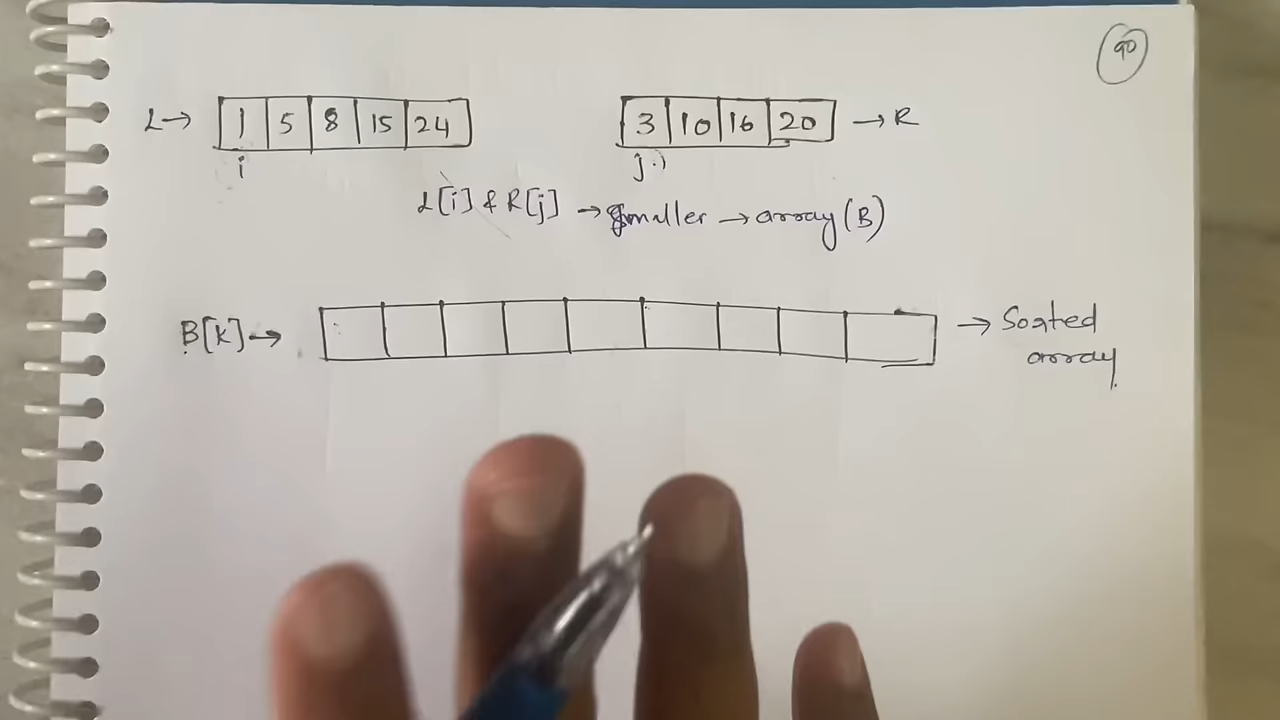 90
L→ 1 5 8 15 24 3 10 16 20 →R
i j
L[i] & R[j] → smaller → array(B)
B[k]→ → Sorted
array